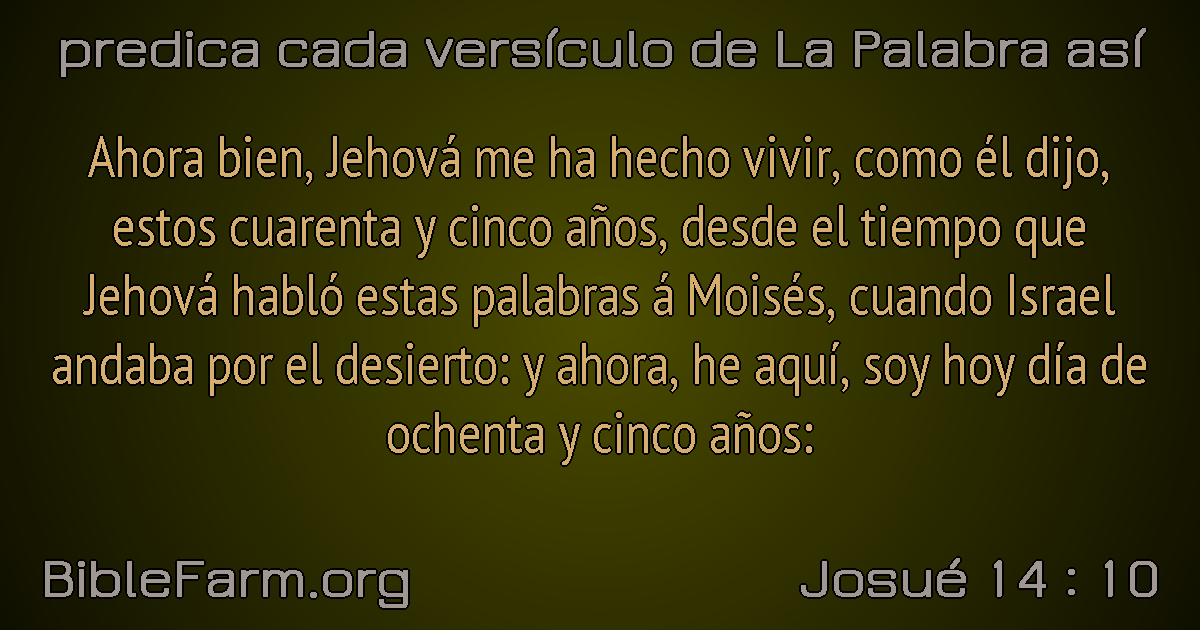 predica cada versículo de La Palabra así
Ahora bien, Jehová me ha hecho vivir, como él dijo,
estos cuarenta y cinco años, desde el tiempo que
Jehová habló estas palabras á Moisés, cuando Israel
andaba por el desierto: y ahora, he aquí, soy hoy día de
ochenta y cinco años:
BibleFarm.org
Josué 14 : 10